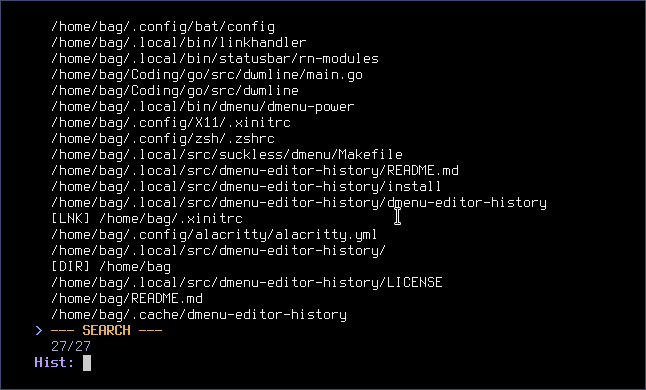 /home/bag/.config/bat/config
/home/bag/.local/bin/linkhandler
/home/bag/.local/bin/statusbar/rn-modules
/home/bag/Coding/go/src/dwmline/main.go
/home/bag/Coding/go/src/dwmline
/home/bag/.local/bin/dmenu/dmenu-power
/home/bag/.config/X11/.xinitrc
/home/bag/.config/zsh/.zshrc
/home/bag/.local/src/suckless/dmenu/Makefile
/home/bag/.local/src/dmenu-editor-history/README.md
/home/bag/.local/src/dmenu-editor-history/install
/home/bag/.local/src/dmenu-editor-history/dmenu-editor-history
[LNK] /home/bag/.xinitrc
/home/bag/.config/alacritty/alacritty.yml
/home/bag/.local/src/dmenu-editor-history/
[DIR] /home/bag
/home/bag/.local/src/dmenu-editor-history/LICENSE
/home/bag/README.md
/home/bag/.cache/dmenu-editor-history
> --- SEARCH ---
27/27
Hist: